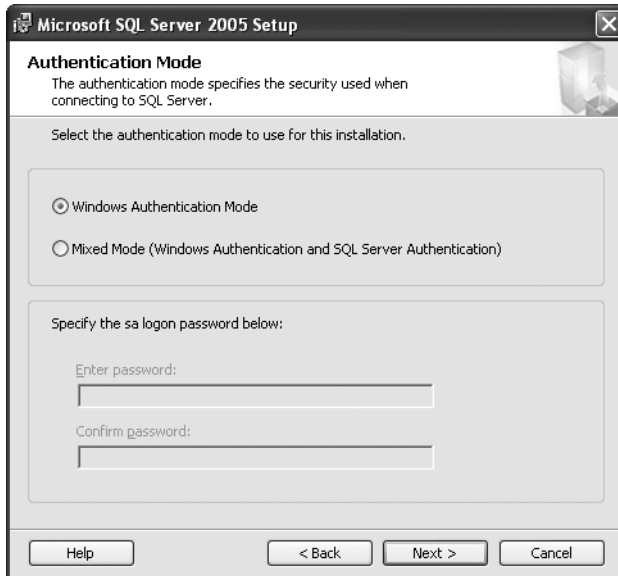 Microsoft SQL Server 2005 Setup
Authentication Mode
The authentication mode specifies the security used when
connecting to SQL Server.
Select the authentication mode to use for this installation.
Windows Authentication Mode
Mixed Mode (Windows Authentication and SQL Server Authentication)
Specify the sa logon password below:
Enter password:
Confirm password:
Help < Back Next > Cancel